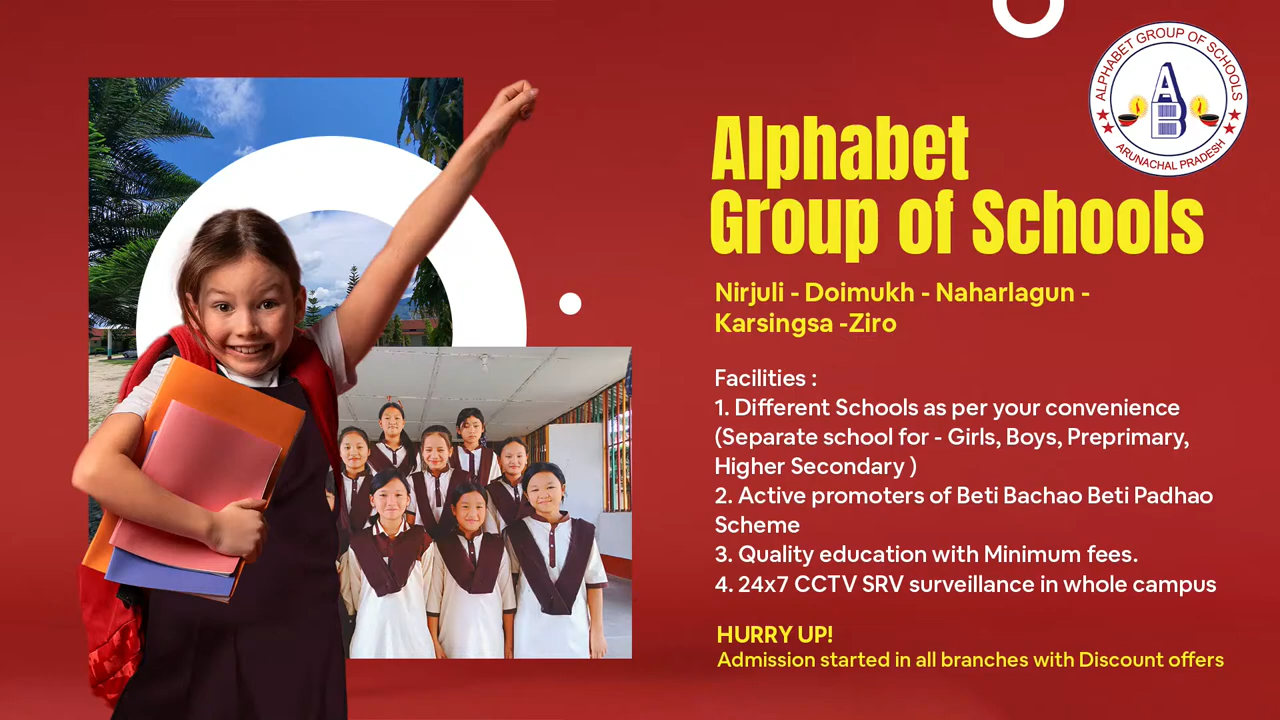 ALPHABET GROUP OF SCHOOLS
AB
ARUNACHAL PRADESH
Alphabet
Group of Schools
Nirjuli - Doimukh - Naharlagun -
Karsingsa -Ziro
Facilities :
1. Different Schools as per your convenience
(Separate school for - Girls, Boys, Preprimary,
Higher Secondary )
2. Active promoters of Beti Bachao Beti Padhao
Scheme
3. Quality education with Minimum fees.
4. 24x7 CCTV SRV surveillance in whole campus
HURRY UP!
Admission started in all branches with Discount offers